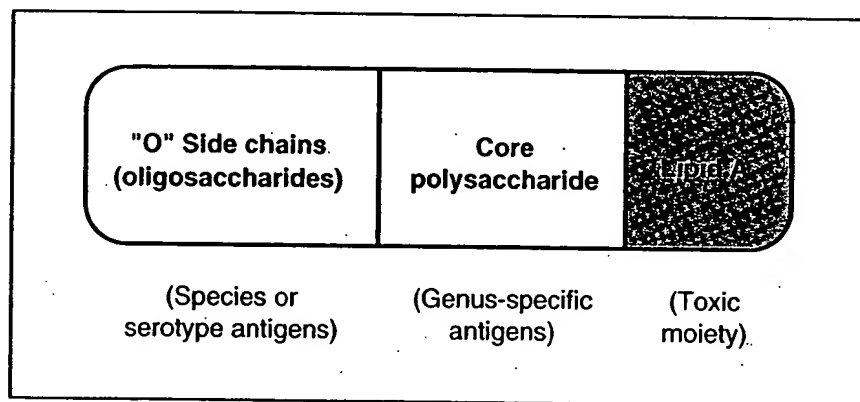 "O" Side chains
(oligosaccharides)
Core
polysaccharide
Lipid A
(Species or
serotype antigens)
(Genus-specific
antigens)
(Toxic
moiety)